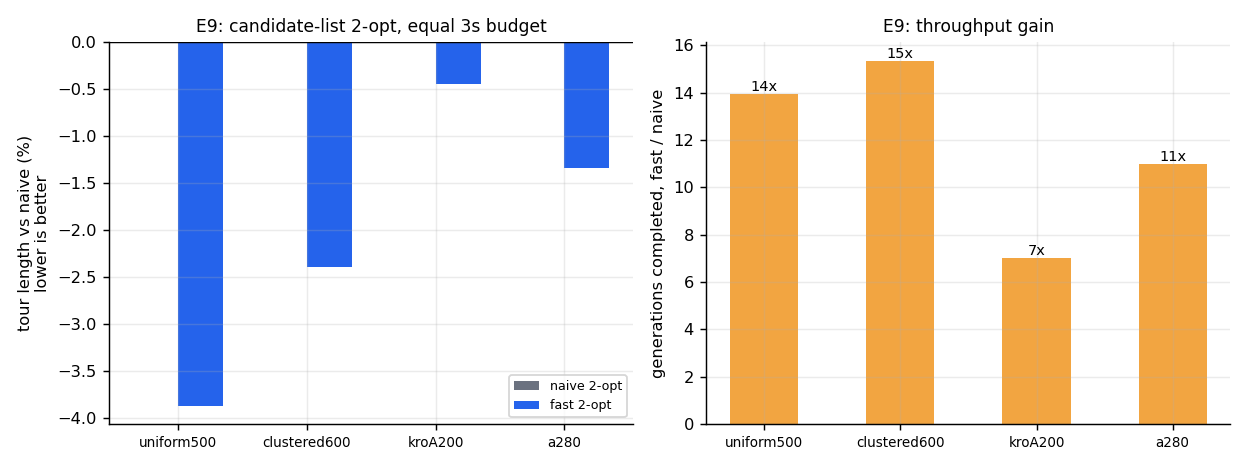 E9: candidate-list 2-opt, equal 3s budget
tour length vs naive (%)
lower is better
0.0
−0.5
−1.0
−1.5
−2.0
−2.5
−3.0
−3.5
−4.0
naive 2-opt
fast 2-opt
uniform500
clustered600
kroA200
a280
E9: throughput gain
generations completed, fast / naive
16
14
12
10
8
6
4
2
0
14x
15x
7x
11x
uniform500
clustered600
kroA200
a280